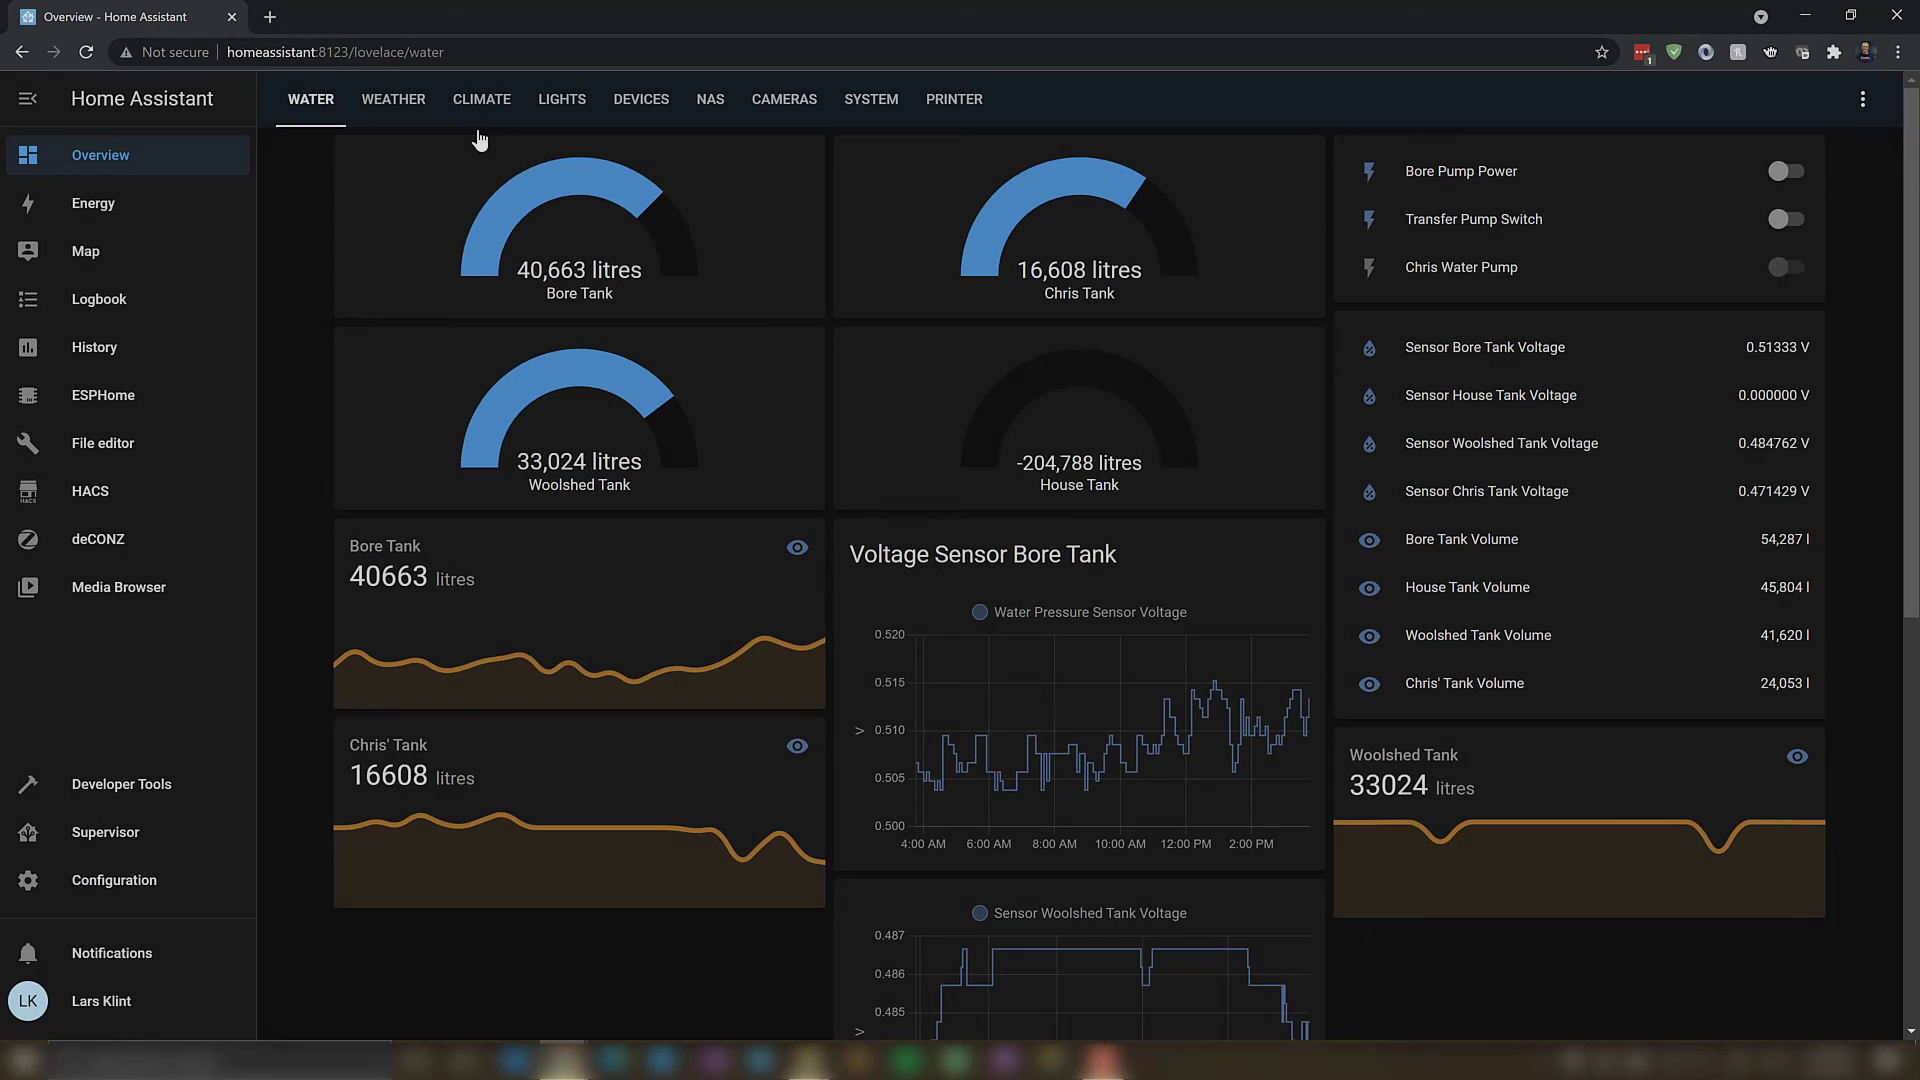 Overview - Home Assistant
Not secure
homeassistant:8123/lovelace/water
1
Home Assistant
WATER
WEATHER
CLIMATE
LIGHTS
DEVICES
NAS
CAMERAS
SYSTEM
PRINTER
Overview
Energy
Map
Logbook
History
ESPHome
File editor
HACS
HACS
deCONZ
Media Browser
Developer Tools
Supervisor
Configuration
Notifications
LK
Lars Klint
40,663 litres
Bore Tank
33,024 litres
Woolshed Tank
Bore Tank
40663 litres
Chris' Tank
16608 litres
16,608 litres
Chris Tank
-204,788 litres
House Tank
Voltage Sensor Bore Tank
Water Pressure Sensor Voltage
0.520
0.515
V
0.510
0.505
0.500
4:00 AM
6:00 AM
8:00 AM
10:00 AM
12:00 PM
2:00 PM
Sensor Woolshed Tank Voltage
0.487
0.486
0.485
V
Bore Pump Power
Transfer Pump Switch
Chris Water Pump
Sensor Bore Tank Voltage 0.51333 V
Sensor House Tank Voltage 0.000000 V
Sensor Woolshed Tank Voltage 0.484762 V
Sensor Chris Tank Voltage 0.471429 V
Bore Tank Volume 54,287 l
House Tank Volume 45,804 l
Woolshed Tank Volume 41,620 l
Chris' Tank Volume 24,053 l
Woolshed Tank
33024 litres